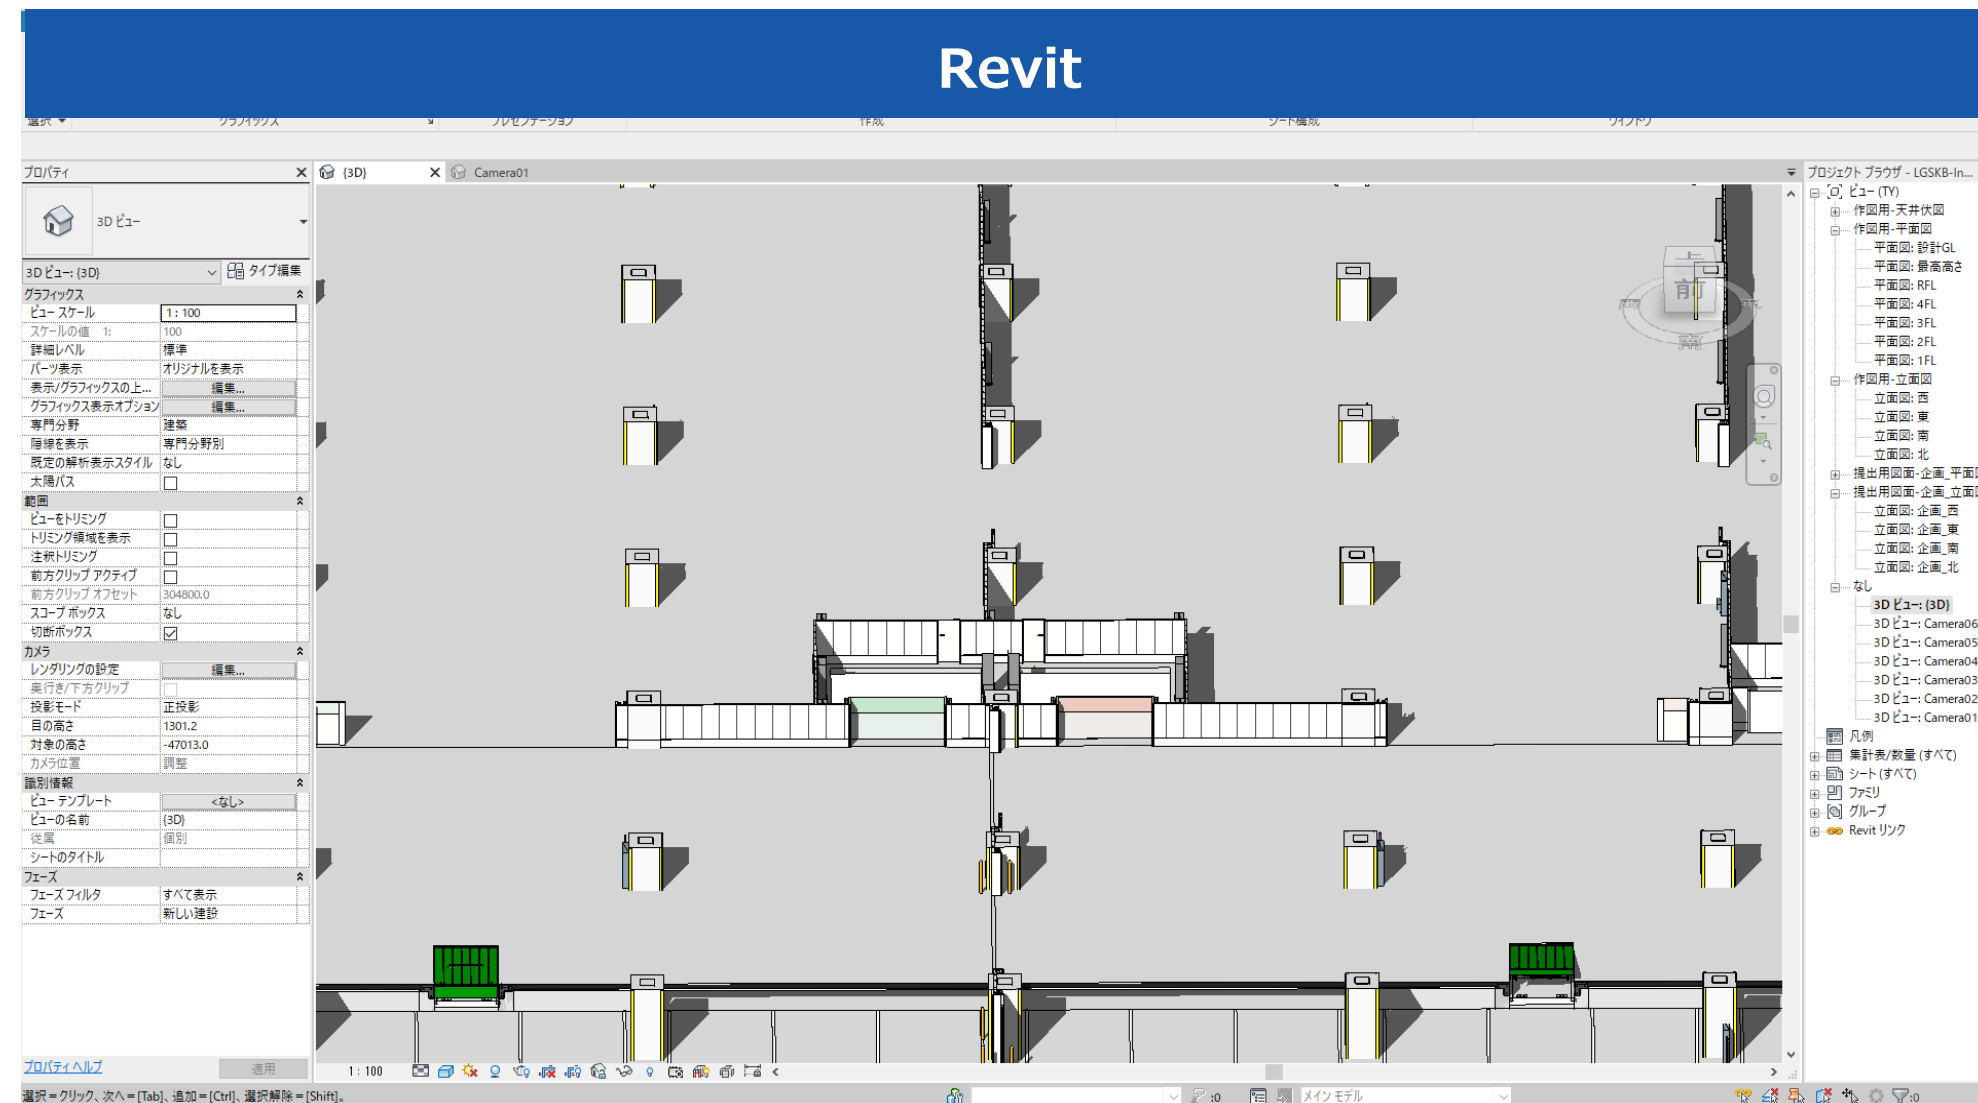 Revit
選択 グラフィックス プレゼンテーション 作成 シート構成 ウィンドウ
プロパティ
3D ビュー
3D ビュー: {3D} タイプ編集
グラフィックス
ビュー スケール 1 : 100
スケールの値 1: 100
詳細レベル 標準
パーツ表示 オリジナルを表示
表示/グラフィックスの上... 編集...
グラフィックス表示オプション 編集...
専門分野 建築
隠線を表示 専門分野別
既定の解析表示スタイル なし
太陽パス
範囲
ビューをトリミング
トリミング領域を表示
注釈トリミング
前方クリップ アクティブ
前方クリップ オフセット 304800.0
スコープ ボックス なし
切断ボックス
カメラ
レンダリングの設定 編集...
奥行き/下方クリップ
投影モード 正投影
目の高さ 1301.2
対象の高さ -47013.0
カメラ位置 調整
識別情報
ビュー テンプレート <なし>
ビューの名前 {3D}
従属 個別
シートのタイトル
フェーズ
フェーズ フィルタ すべて表示
フェーズ 新しい建設
プロパティ ヘルプ 適用
{3D} Camera01
上
前
南
1 : 100
プロジェクト ブラウザ - LGSKB-In...
ビュー (TY)
作図用-天井伏図
作図用-平面図
平面図: 設計GL
平面図: 最高高さ
平面図: RFL
平面図: 4FL
平面図: 3FL
平面図: 2FL
平面図: 1FL
作図用-立面図
立面図: 西
立面図: 東
立面図: 南
立面図: 北
提出用図面-企画_平面図
提出用図面-企画_立面図
立面図: 企画_西
立面図: 企画_東
立面図: 企画_南
立面図: 企画_北
なし
3D ビュー: {3D}
3D ビュー: Camera06
3D ビュー: Camera05
3D ビュー: Camera04
3D ビュー: Camera03
3D ビュー: Camera02
3D ビュー: Camera01
凡例
集計表/数量 (すべて)
シート (すべて)
ファミリ
グループ
Revit リンク
選択 = クリック、次へ = [Tab]、追加 = [Ctrl]、選択解除 = [Shift]。 :0 メイン モデル :0